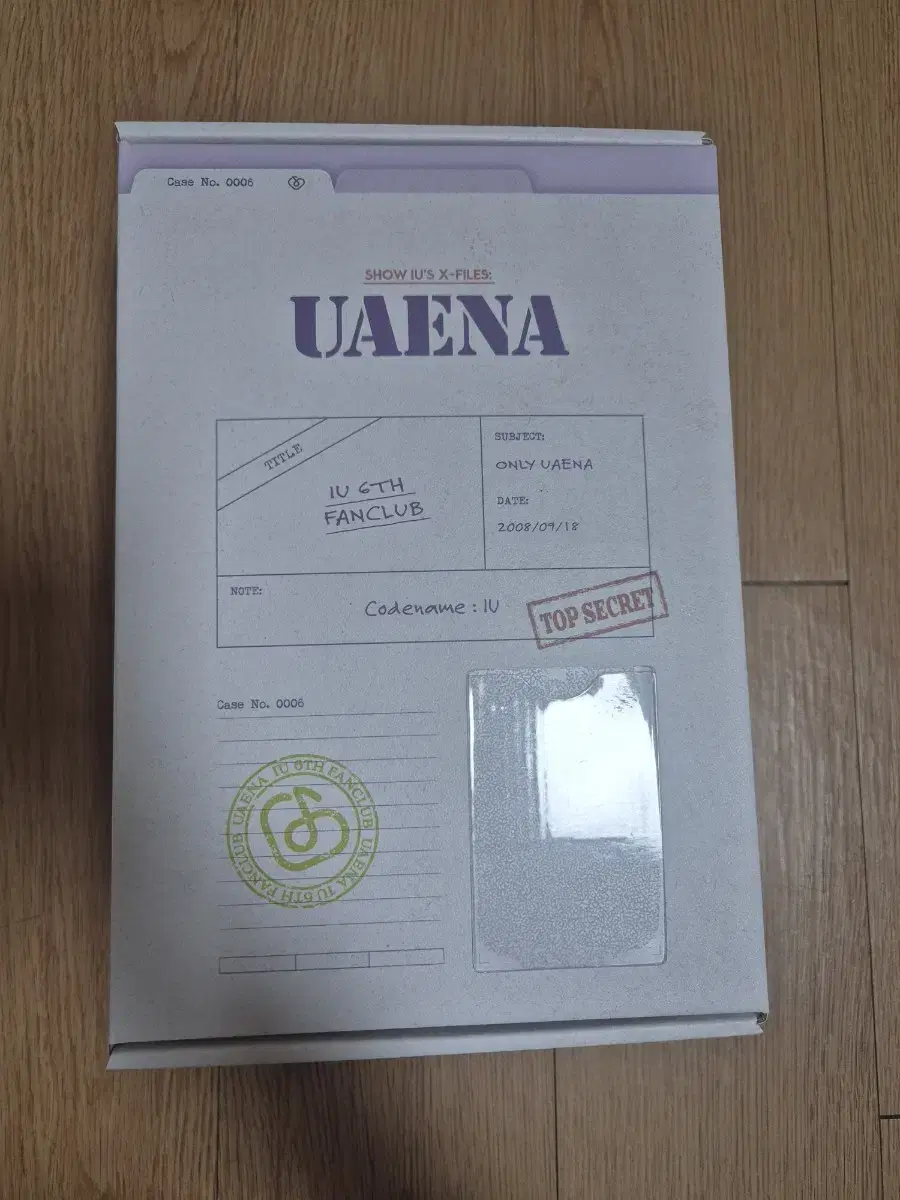 Case No. 0006
SHOW IU'S X-FILES:
UAENA
TITLE
IU 6TH
FANCLUB
SUBJECT:
ONLY UAENA
DATE:
2008/09/18
NOTE:
Codename : IU
TOP SECRET
Case No. 0006
UAENA IU 6TH FANCLUB UAENA IU 6TH FANCLUB